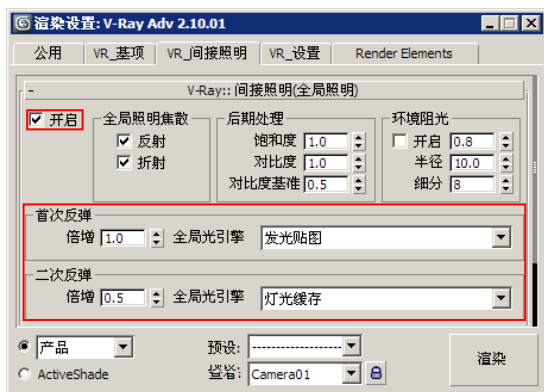 渲染设置: V-Ray Adv 2.10.01
公用 VR_基项 VR_间接照明 VR_设置 Render Elements
- V-Ray:: 间接照明(全局照明)
开启 全局照明焦散 后期处理 环境阻光
反射 饱和度 1.0 开启 0.8
折射 对比度 1.0 半径 10.0
对比度基准 0.5 细分 8
首次反弹
倍增 1.0 全局光引擎 发光贴图
二次反弹
倍增 0.5 全局光引擎 灯光缓存
产品 预设: -------------------- 渲染
ActiveShade Camera01